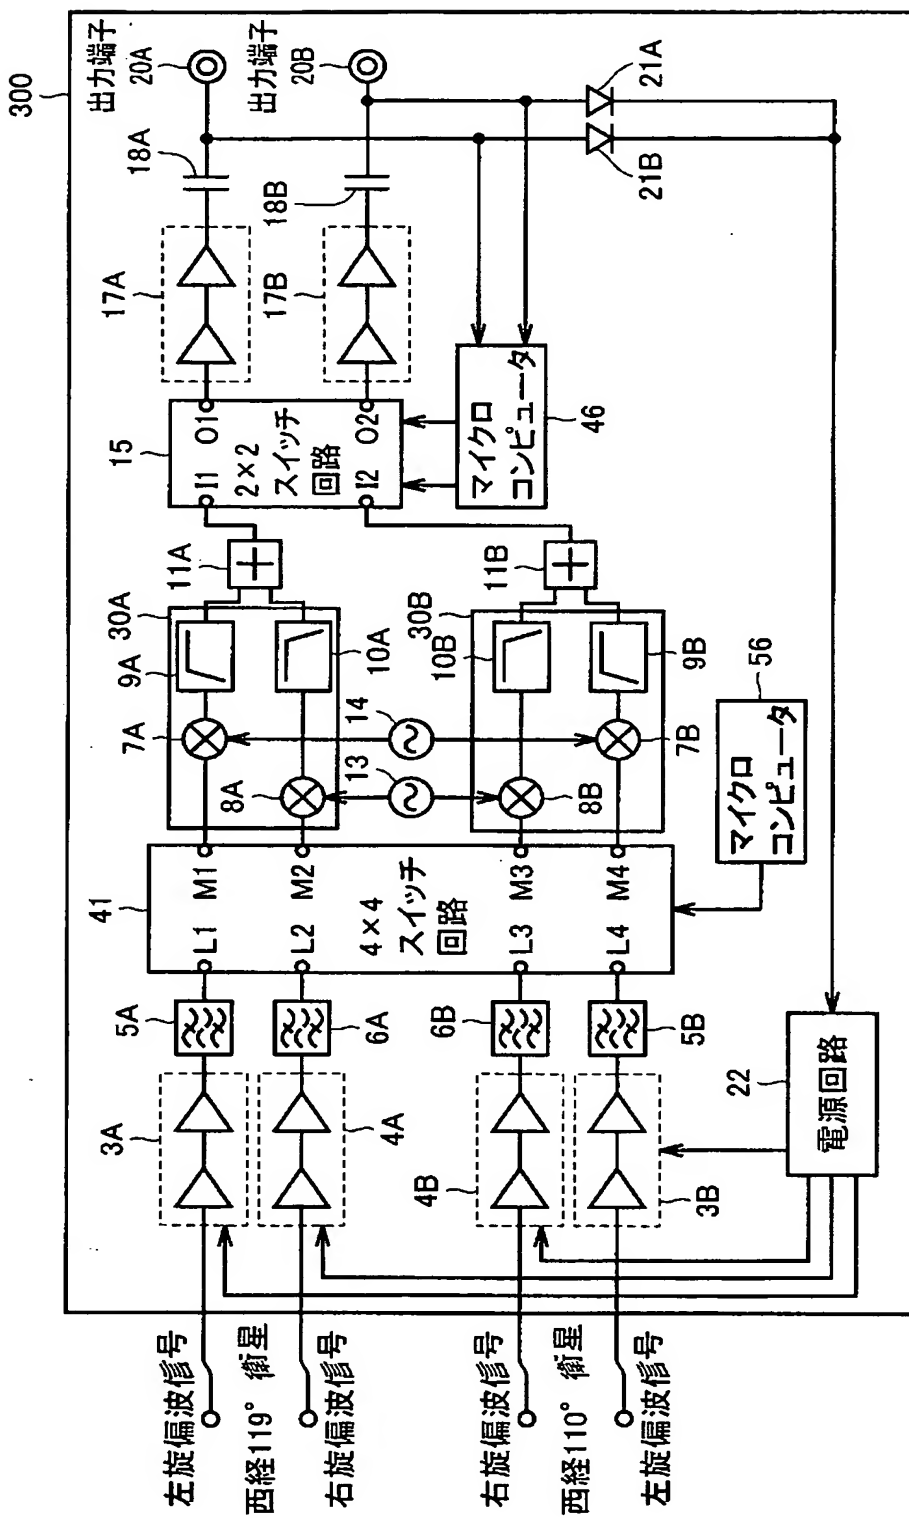 300
左旋偏波信号
西経119° 衛星
右旋偏波信号
右旋偏波信号
西経110° 衛星
左旋偏波信号
3A
4A
4B
3B
5A
6A
6B
5B
22
電源回路
41
L1 M1
L2 M2
4×4
スイッチ
回路
L3 M3
L4 M4
56
マイクロ
コンピュータ
30A
7A
9A
8A
10A
13
14
30B
10B
8B
9B
7B
11A
11B
15
I1 O1
2×2
スイッチ
回路
I2 O2
マイクロ
コンピュータ
46
17A
17B
18A
18B
出力端子
20A
出力端子
20B
21A
21B